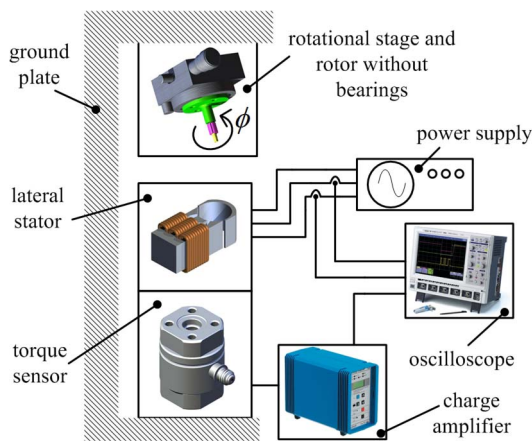 ground
plate
rotational stage and
rotor without
bearings
ϕ
power supply
lateral
stator
torque
sensor
oscilloscope
charge
amplifier